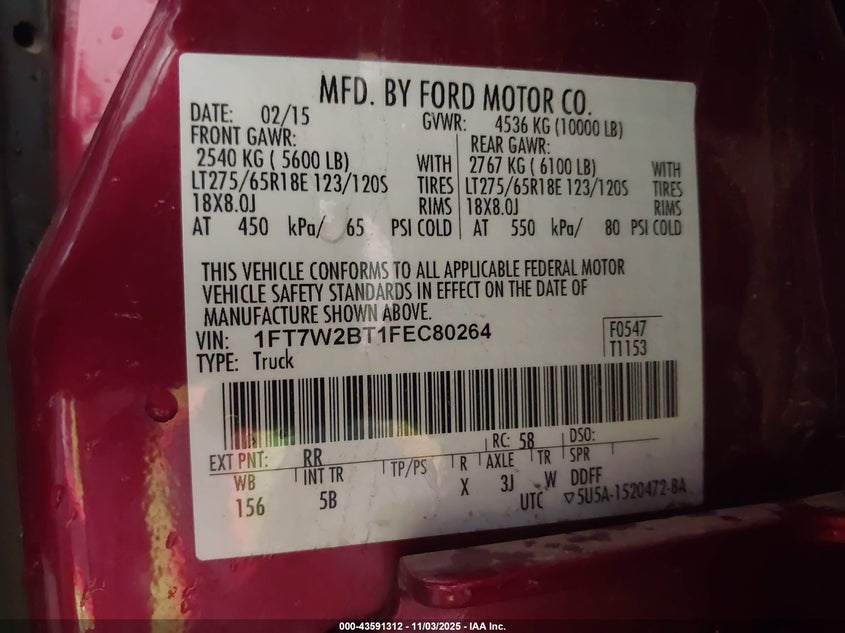 MFD. BY FORD MOTOR CO.
DATE: 02/15 GVWR: 4536 KG (10000 LB)
FRONT GAWR: REAR GAWR:
2540 KG ( 5600 LB) WITH 2767 KG ( 6100 LB) WITH
LT275/65R18E 123/120S TIRES LT275/65R18E 123/120S TIRES
18X8.0J RIMS 18X8.0J RIMS
AT 450 kPa/ 65 PSI COLD AT 550 kPa/ 80 PSI COLD
THIS VEHICLE CONFORMS TO ALL APPLICABLE FEDERAL MOTOR
VEHICLE SAFETY STANDARDS IN EFFECT ON THE DATE OF
MANUFACTURE SHOWN ABOVE.
VIN: 1FT7W2BT1FEC80264 F0547
TYPE: Truck T1153
EXT PNT: RR RC: 58 DSO:
WB INT TR TP/PS R AXLE TR SPR
156 5B X 3J W DDFF
UTC ▽5U5A-1520472-BA
000-43591312 - 11/03/2025 - IAA Inc.